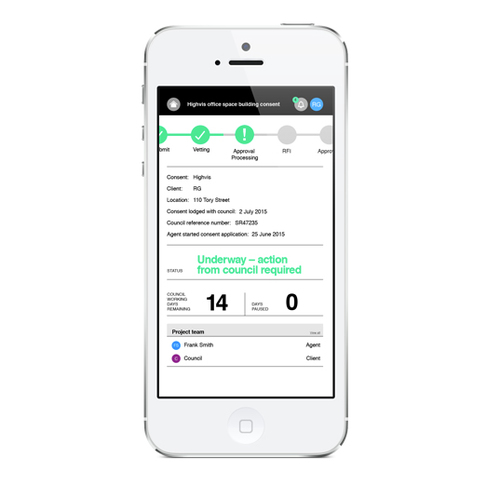 Highvis office space building consent
RG
bmit
Vetting
Approval
Processing
RFI
Approv
Consent: Highvis
Client: RG
Location: 110 Tory Street
Consent lodged with council: 2 July 2015
Council reference number: SR47235
Agent started consent application: 25 June 2015
STATUS
Underway – action
from council required
COUNCIL
WORKING
DAYS
REMAINING
14
DAYS
PAUSED
0
Project team
Frank Smith Agent
C Council Client